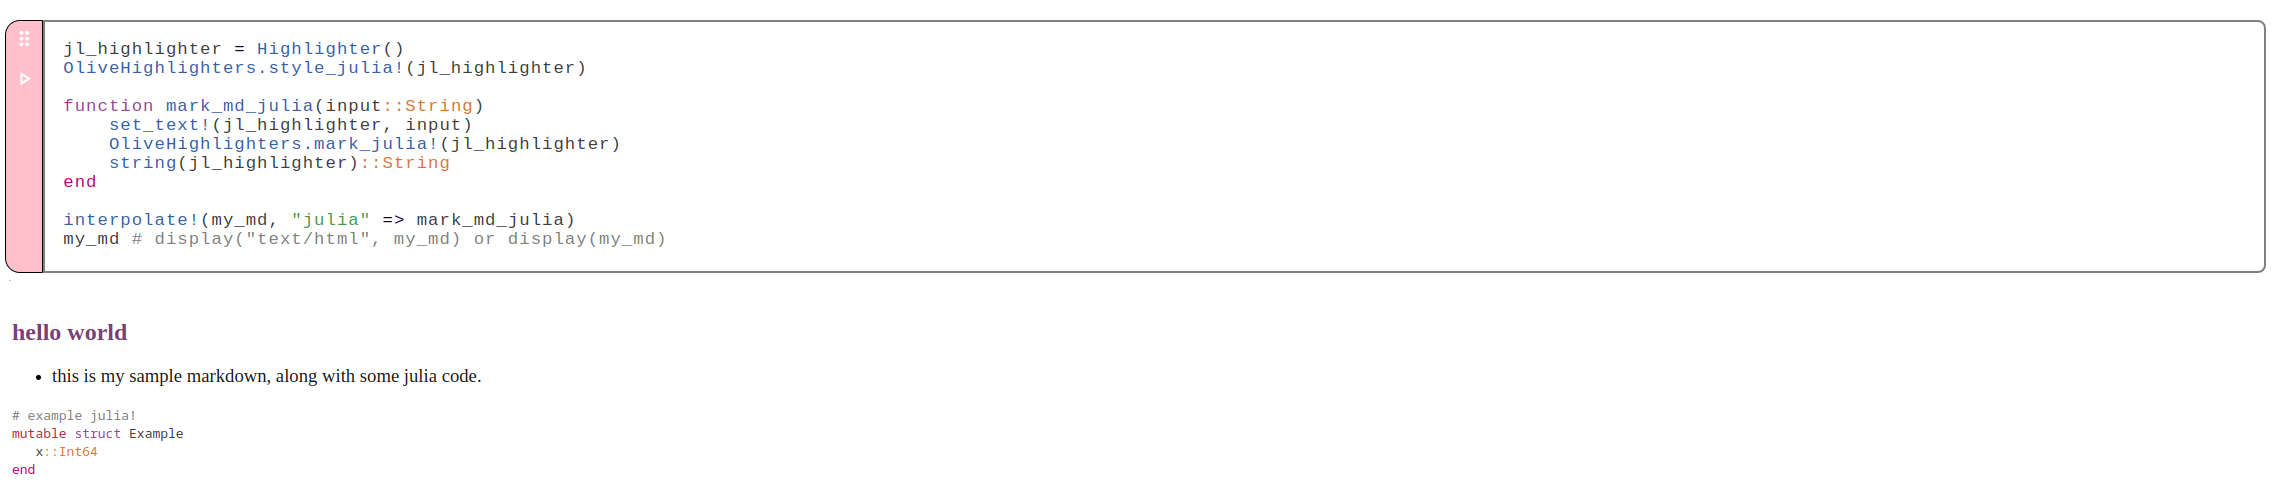 jl_highlighter = Highlighter()
OliveHighlighters.style_julia!(jl_highlighter)
function mark_md_julia(input::String)
    set_text!(jl_highlighter, input)
    OliveHighlighters.mark_julia!(jl_highlighter)
    string(jl_highlighter)::String
end
interpolate!(my_md, "julia" => mark_md_julia)
my_md # display("text/html", my_md) or display(my_md)
hello world
• this is my sample markdown, along with some julia code.
# example julia!
mutable struct Example
   x::Int64
end